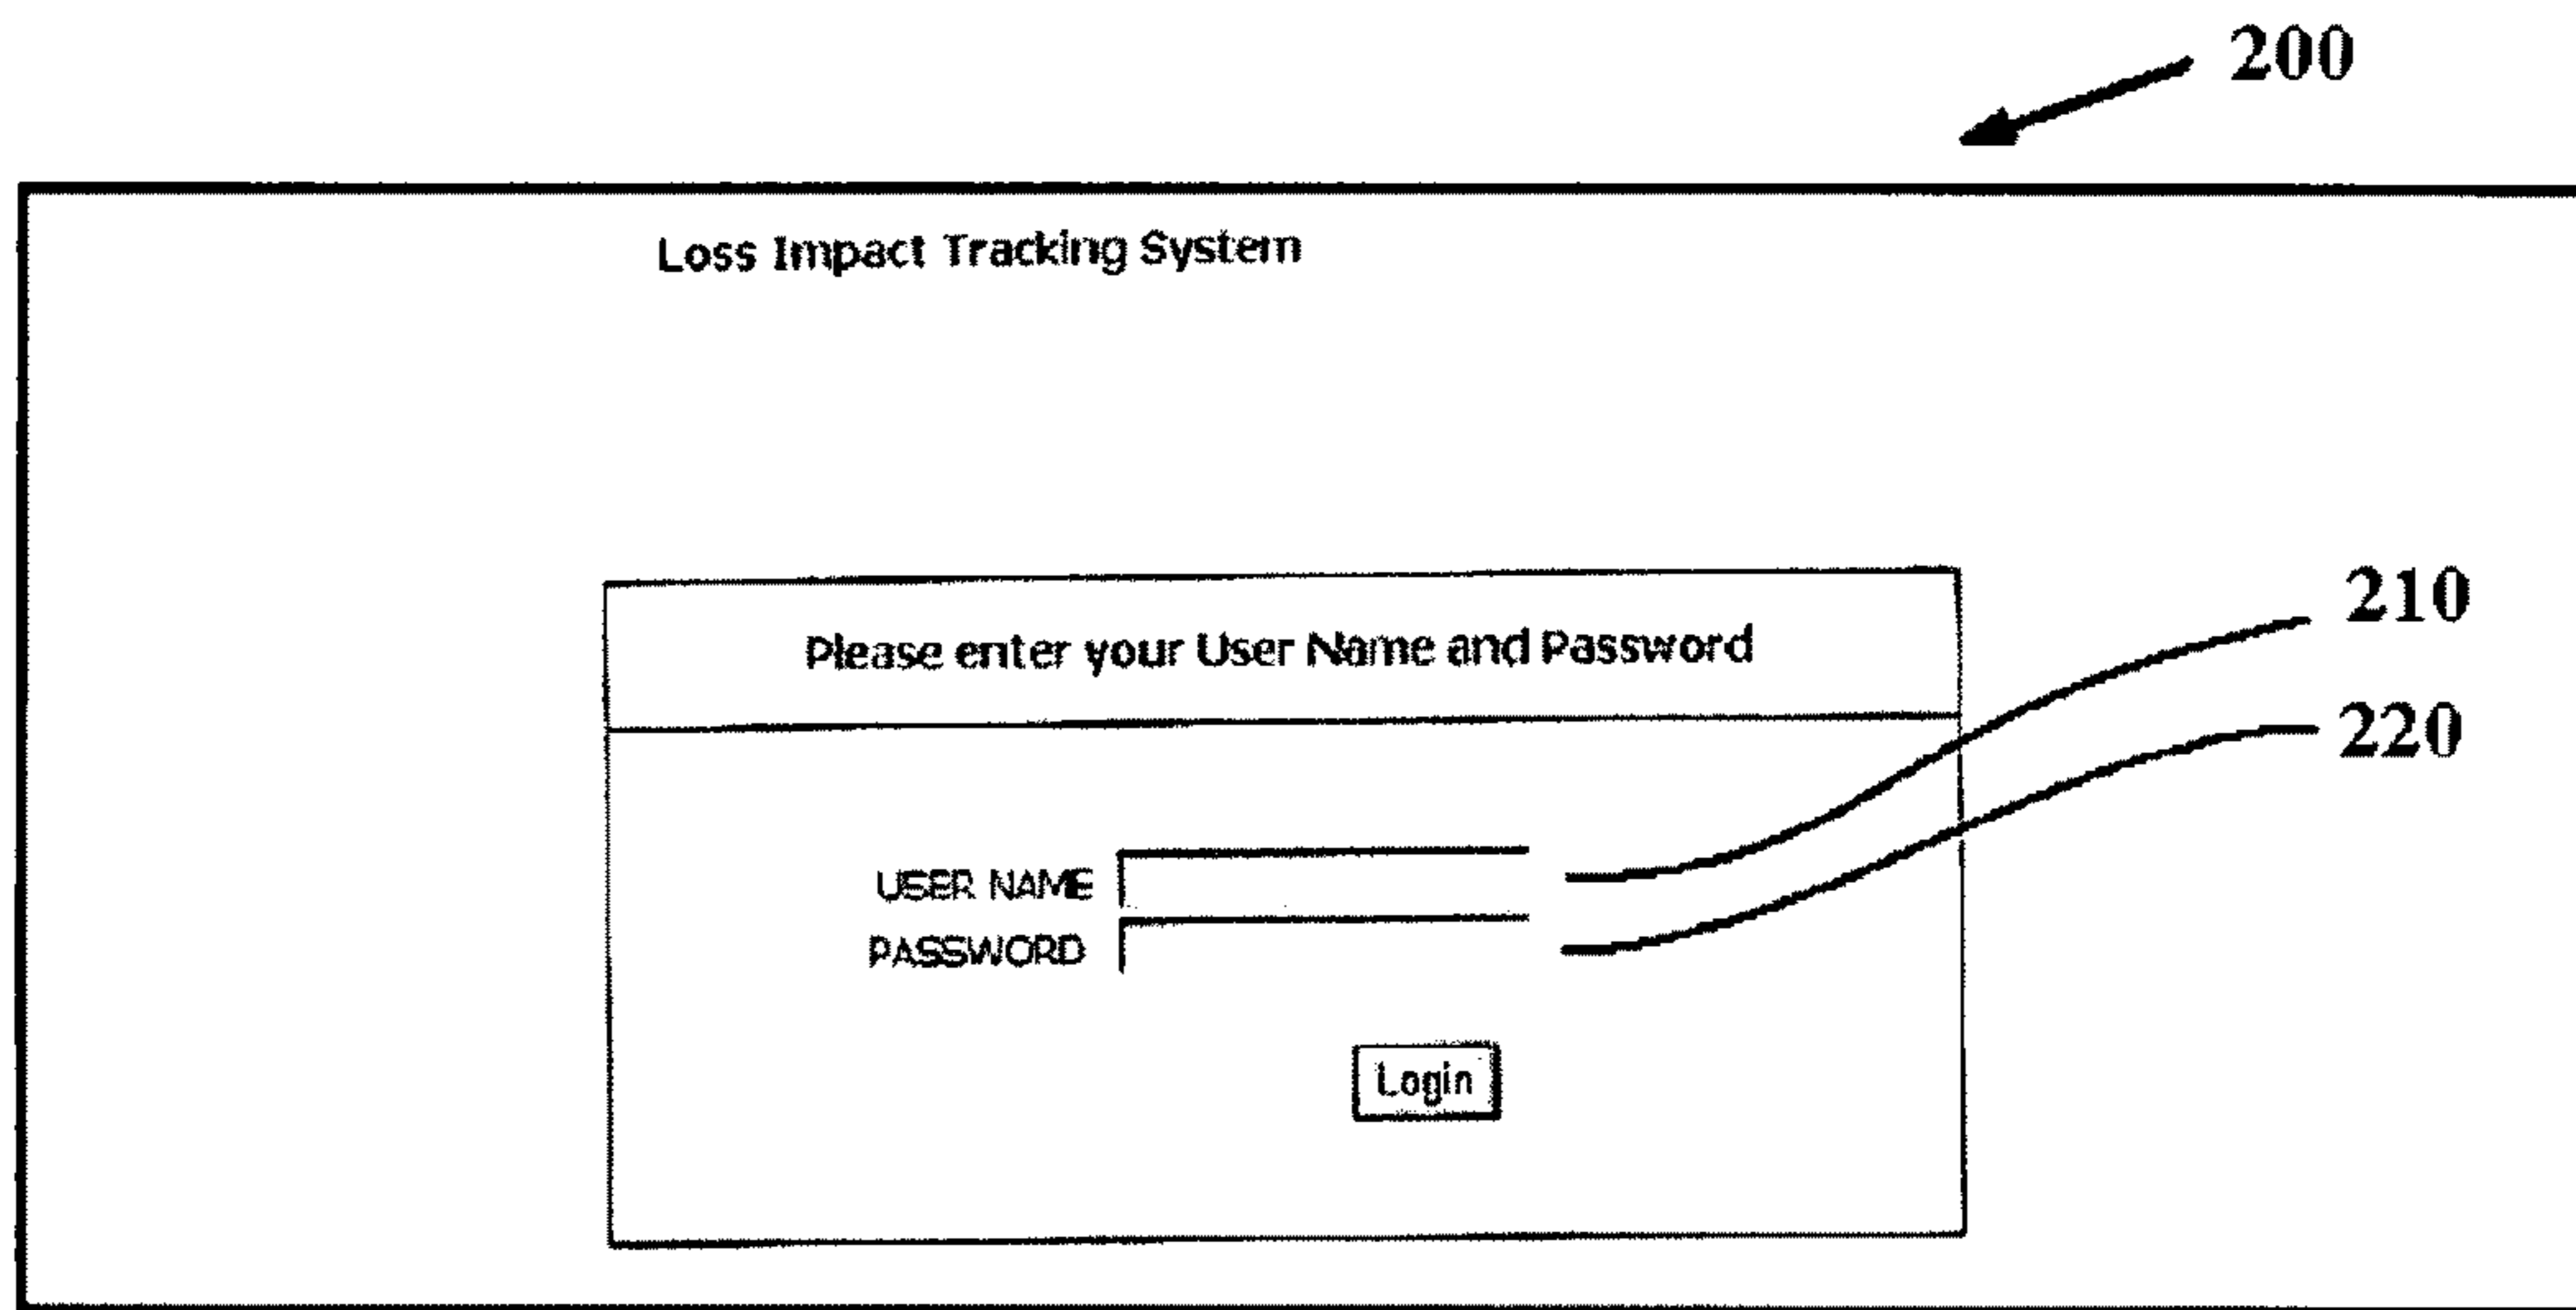 200
Loss Impact Tracking System
Please enter your User Name and Password
210
220
USER NAME
PASSWORD
Login